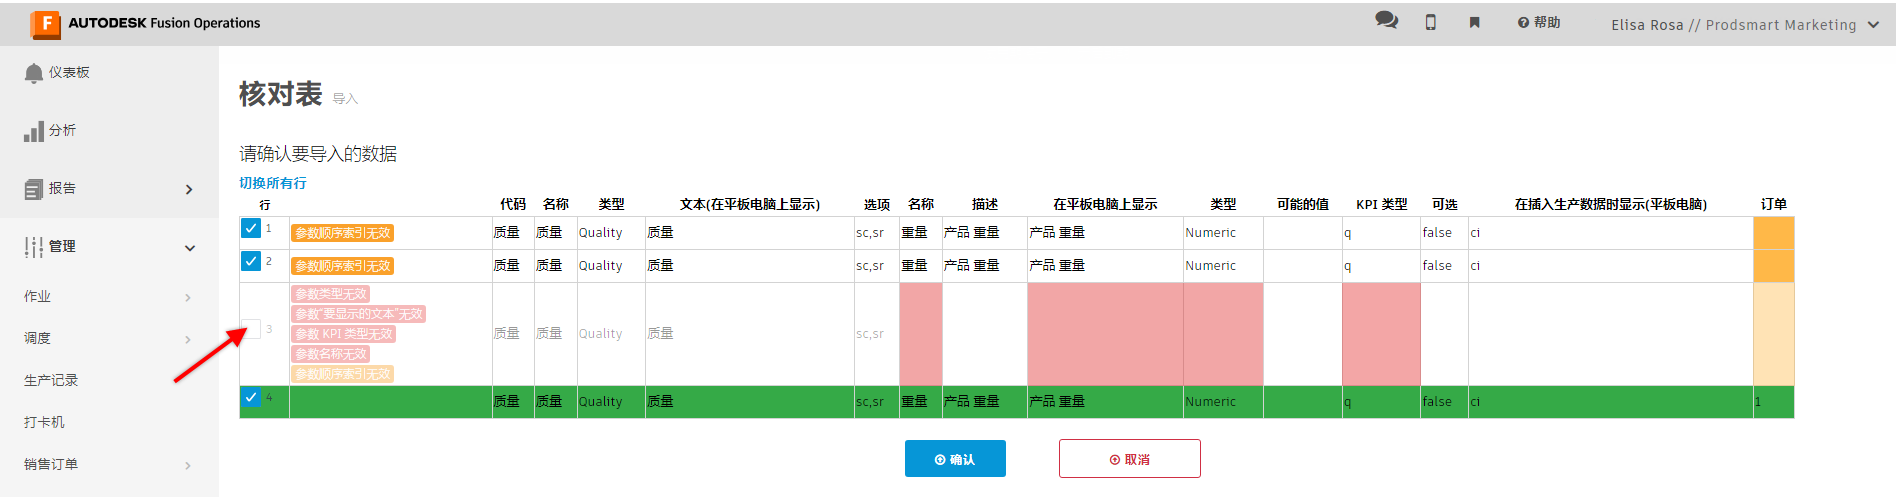 F AUTODESK Fusion Operations
帮助
Elisa Rosa // Prodsmart Marketing
仪表板
分析
报告
管理
作业
调度
生产记录
打卡机
销售订单
核对表 导入
请确认要导入的数据
切换所有行
行 代码 名称 类型 文本(在平板电脑上显示) 选项 名称 描述 在平板电脑上显示 类型 可能的值 KPI 类型 可选 在插入生产数据时显示(平板电脑) 订单
1 参数顺序索引无效 质量 质量 Quality 质量 sc,sr 重量 产品 重量 产品 重量 Numeric q false ci
2 参数顺序索引无效 质量 质量 Quality 质量 sc,sr 重量 产品 重量 产品 重量 Numeric q false ci
参数类型无效
参数"要显示的文本"无效
3 参数 KPI 类型无效 质量 质量 Quality 质量 sc,sr
参数名称无效
参数顺序索引无效
4 质量 质量 Quality 质量 sc,sr 重量 产品 重量 产品 重量 Numeric q false ci 1
确认 取消